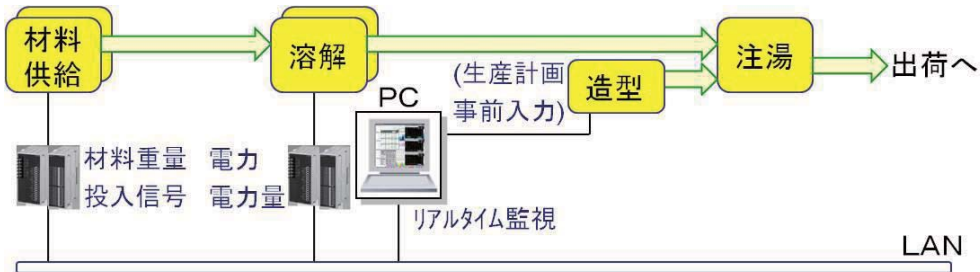 材料
供給
溶解
注湯
出荷へ
(生産計画
事前入力)
造型
PC
材料重量
投入信号
電力
電力量
リアルタイム監視
LAN